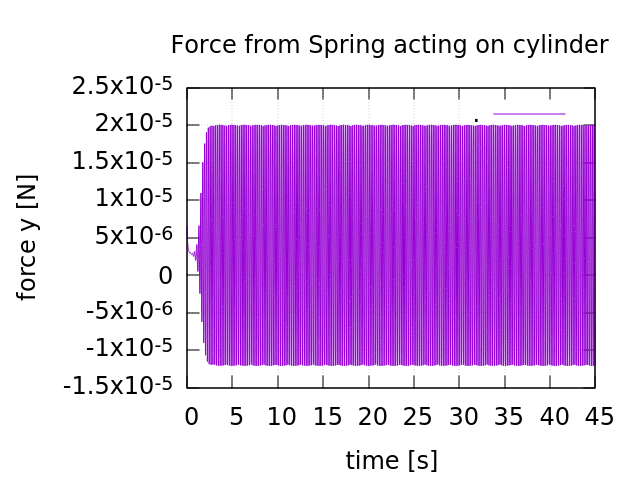 Force from Spring acting on cylinder
2.5x10-5
2x10-5
1.5x10-5
1x10-5
5x10-6
0
-5x10-6
-1x10-5
-1.5x10-5
force y [N]
0 5 10 15 20 25 30 35 40 45
time [s]